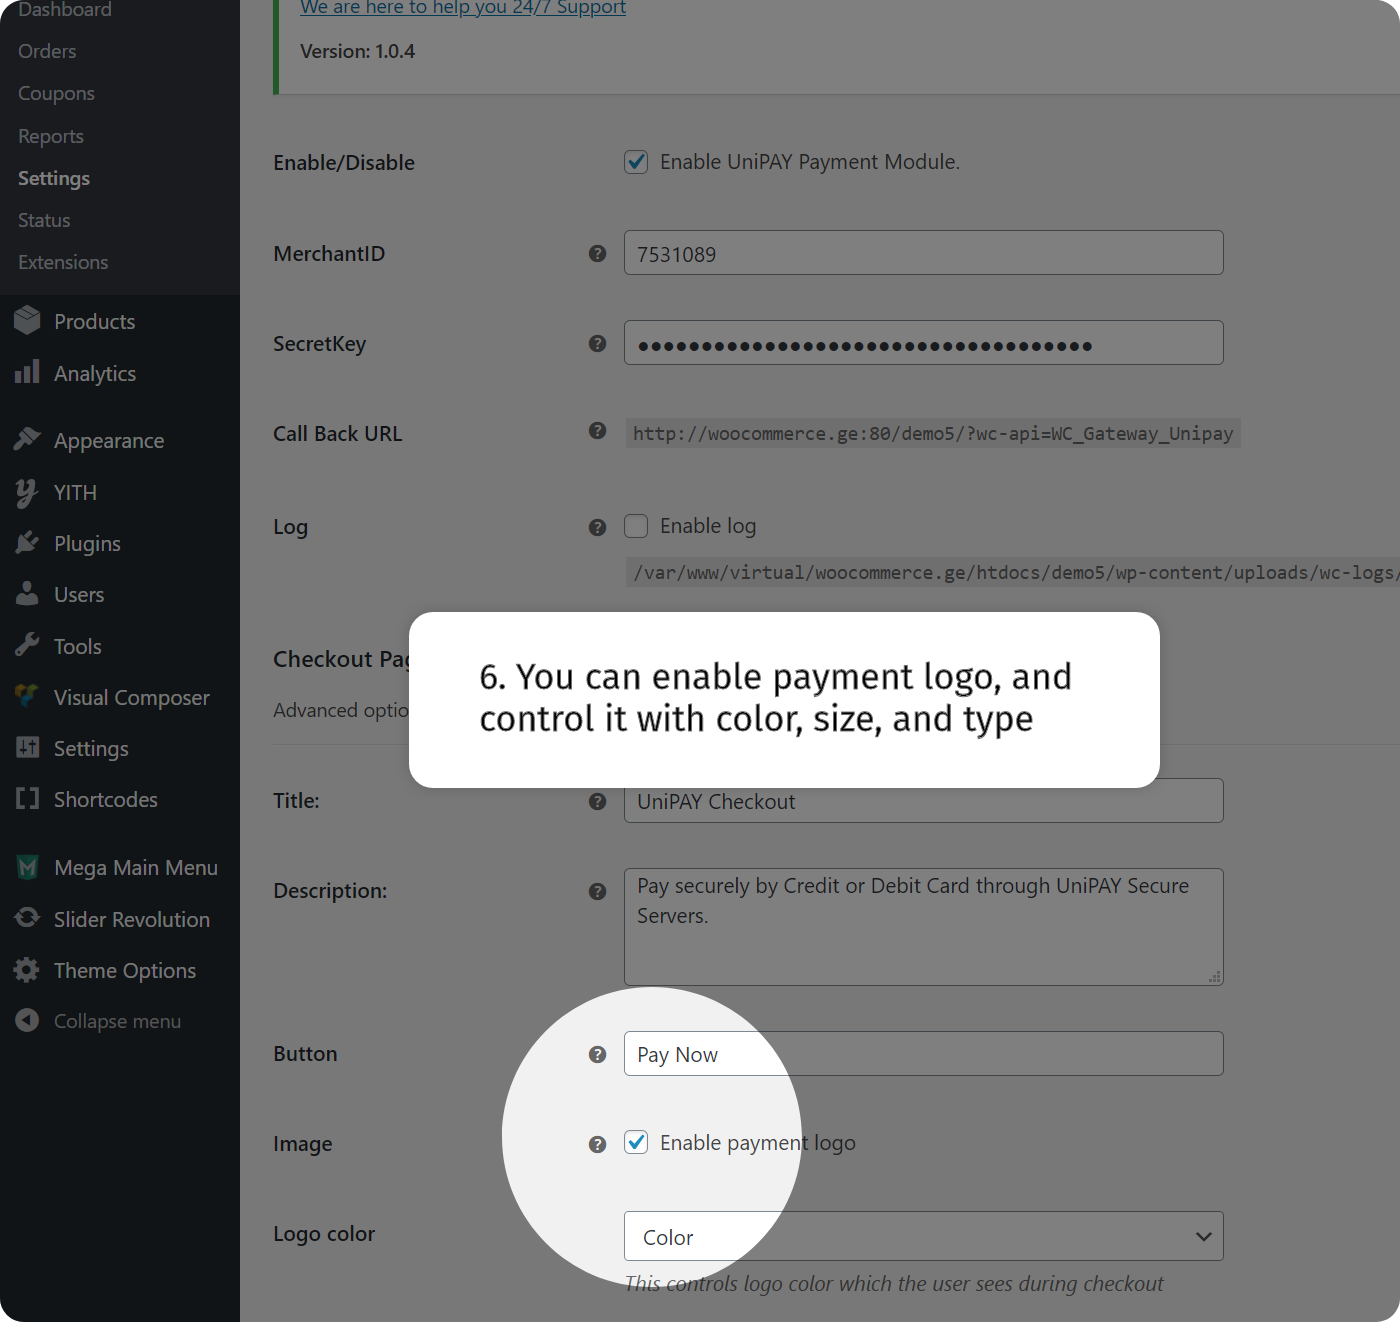 Dashboard
Orders
Coupons
Reports
Settings
Status
Extensions
Products
Analytics
Appearance
YITH
Plugins
Users
Tools
Visual Composer
Settings
Shortcodes
Mega Main Menu
Slider Revolution
Theme Options
Collapse menu
We are here to help you 24/7 Support
Version: 1.0.4
Enable/Disable
Enable UniPAY Payment Module.
MerchantID
7531089
SecretKey
Call Back URL
http://woocommerce.ge:80/demo5/?wc-api=WC_Gateway_Unipay
Log
Enable log
/var/www/virtual/woocommerce.ge/htdocs/demo5/wp-content/uploads/wc-logs/
Checkout Pag
Advanced optio
6. You can enable payment logo, and
control it with color, size, and type
Title:
UniPAY Checkout
Description:
Pay securely by Credit or Debit Card through UniPAY Secure
Servers.
Button
Pay Now
Image
Enable payment logo
Logo color
Color
This controls logo color which the user sees during checkout